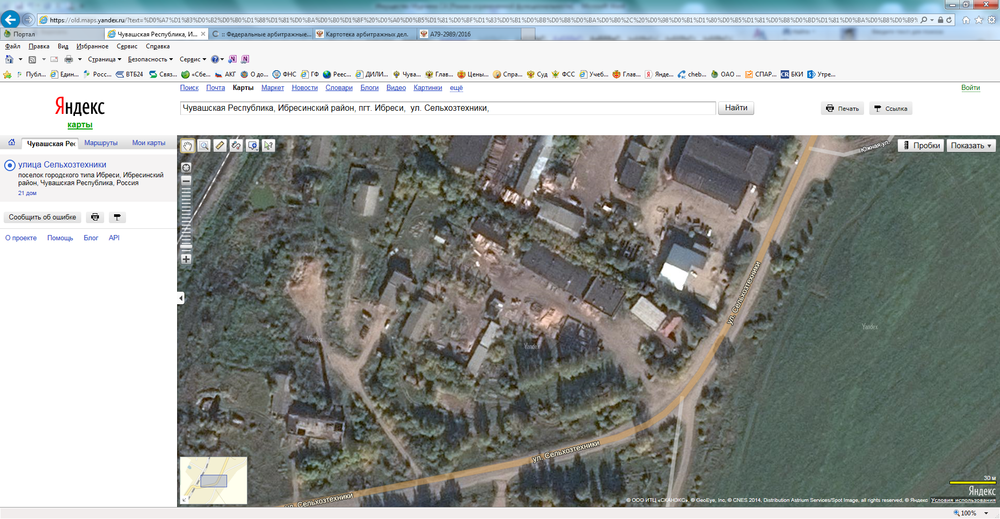 https://old.maps.yandex.ru/?text=%D0%A7%D1%83%D0%B2%D0%B0%D1%88%D1%81%D0%BA%D0%B0%D1%8F%20%D0%A0%D0%B5%D1%81%D0%BF%D1%83%D0%B1%D0%BB%D0%B8%D0%BA%D0%B0%2C%20%D0%98%D0%B1%D1%80%D0%B5%D1%81%D0%B8%D0%BD%D1%81%D0%BA%D0%B8%D0%B9%
Портал
Чувашская Республика, И...
:: Федеральные арбитражные...
Картотека арбитражных дел.
А79-2989/2016
Файл Правка Вид Избранное Сервис Справка
Страница Безопасность Сервис
Публ... Един... Росс... ВТБ24 Связ... «Сбе... АКГ О до... ФНС ГФ Реес... ДИЛИ... Чува... Глав... Цены... Спра... Суд ФСС Учеб... Глав... Янде... cheb... ОАО ... СПАР... БКИ Утре...
Поиск Почта Карты Маркет Новости Словари Блоги Видео Картинки ещё
Войти
Яндекс
карты
Чувашская Республика, Ибресинский район, пгт. Ибреси, ул. Сельхозтехники,
Найти
Печать
Ссылка
Чувашская Рес
Маршруты
Мои карты
улица Сельхозтехники
поселок городского типа Ибреси, Ибресинский
район, Чувашская Республика, Россия
21 дом
Сообщить об ошибке
О проекте Помощь Блог API
Южная ул.
Пробки
Показать
ул. Сельхозтехники
Yandex
Yandex
Yandex
ул. Сельхозтехники
ул. Сельхозтехники
30 м
Яндекс
© ООО ИТЦ «СКАНЭКС», © GeoEye, Inc, © CNES 2014, Distribution Astrium Services/Spot Image, all rights reserved, © Яндекс Условия использования
100%